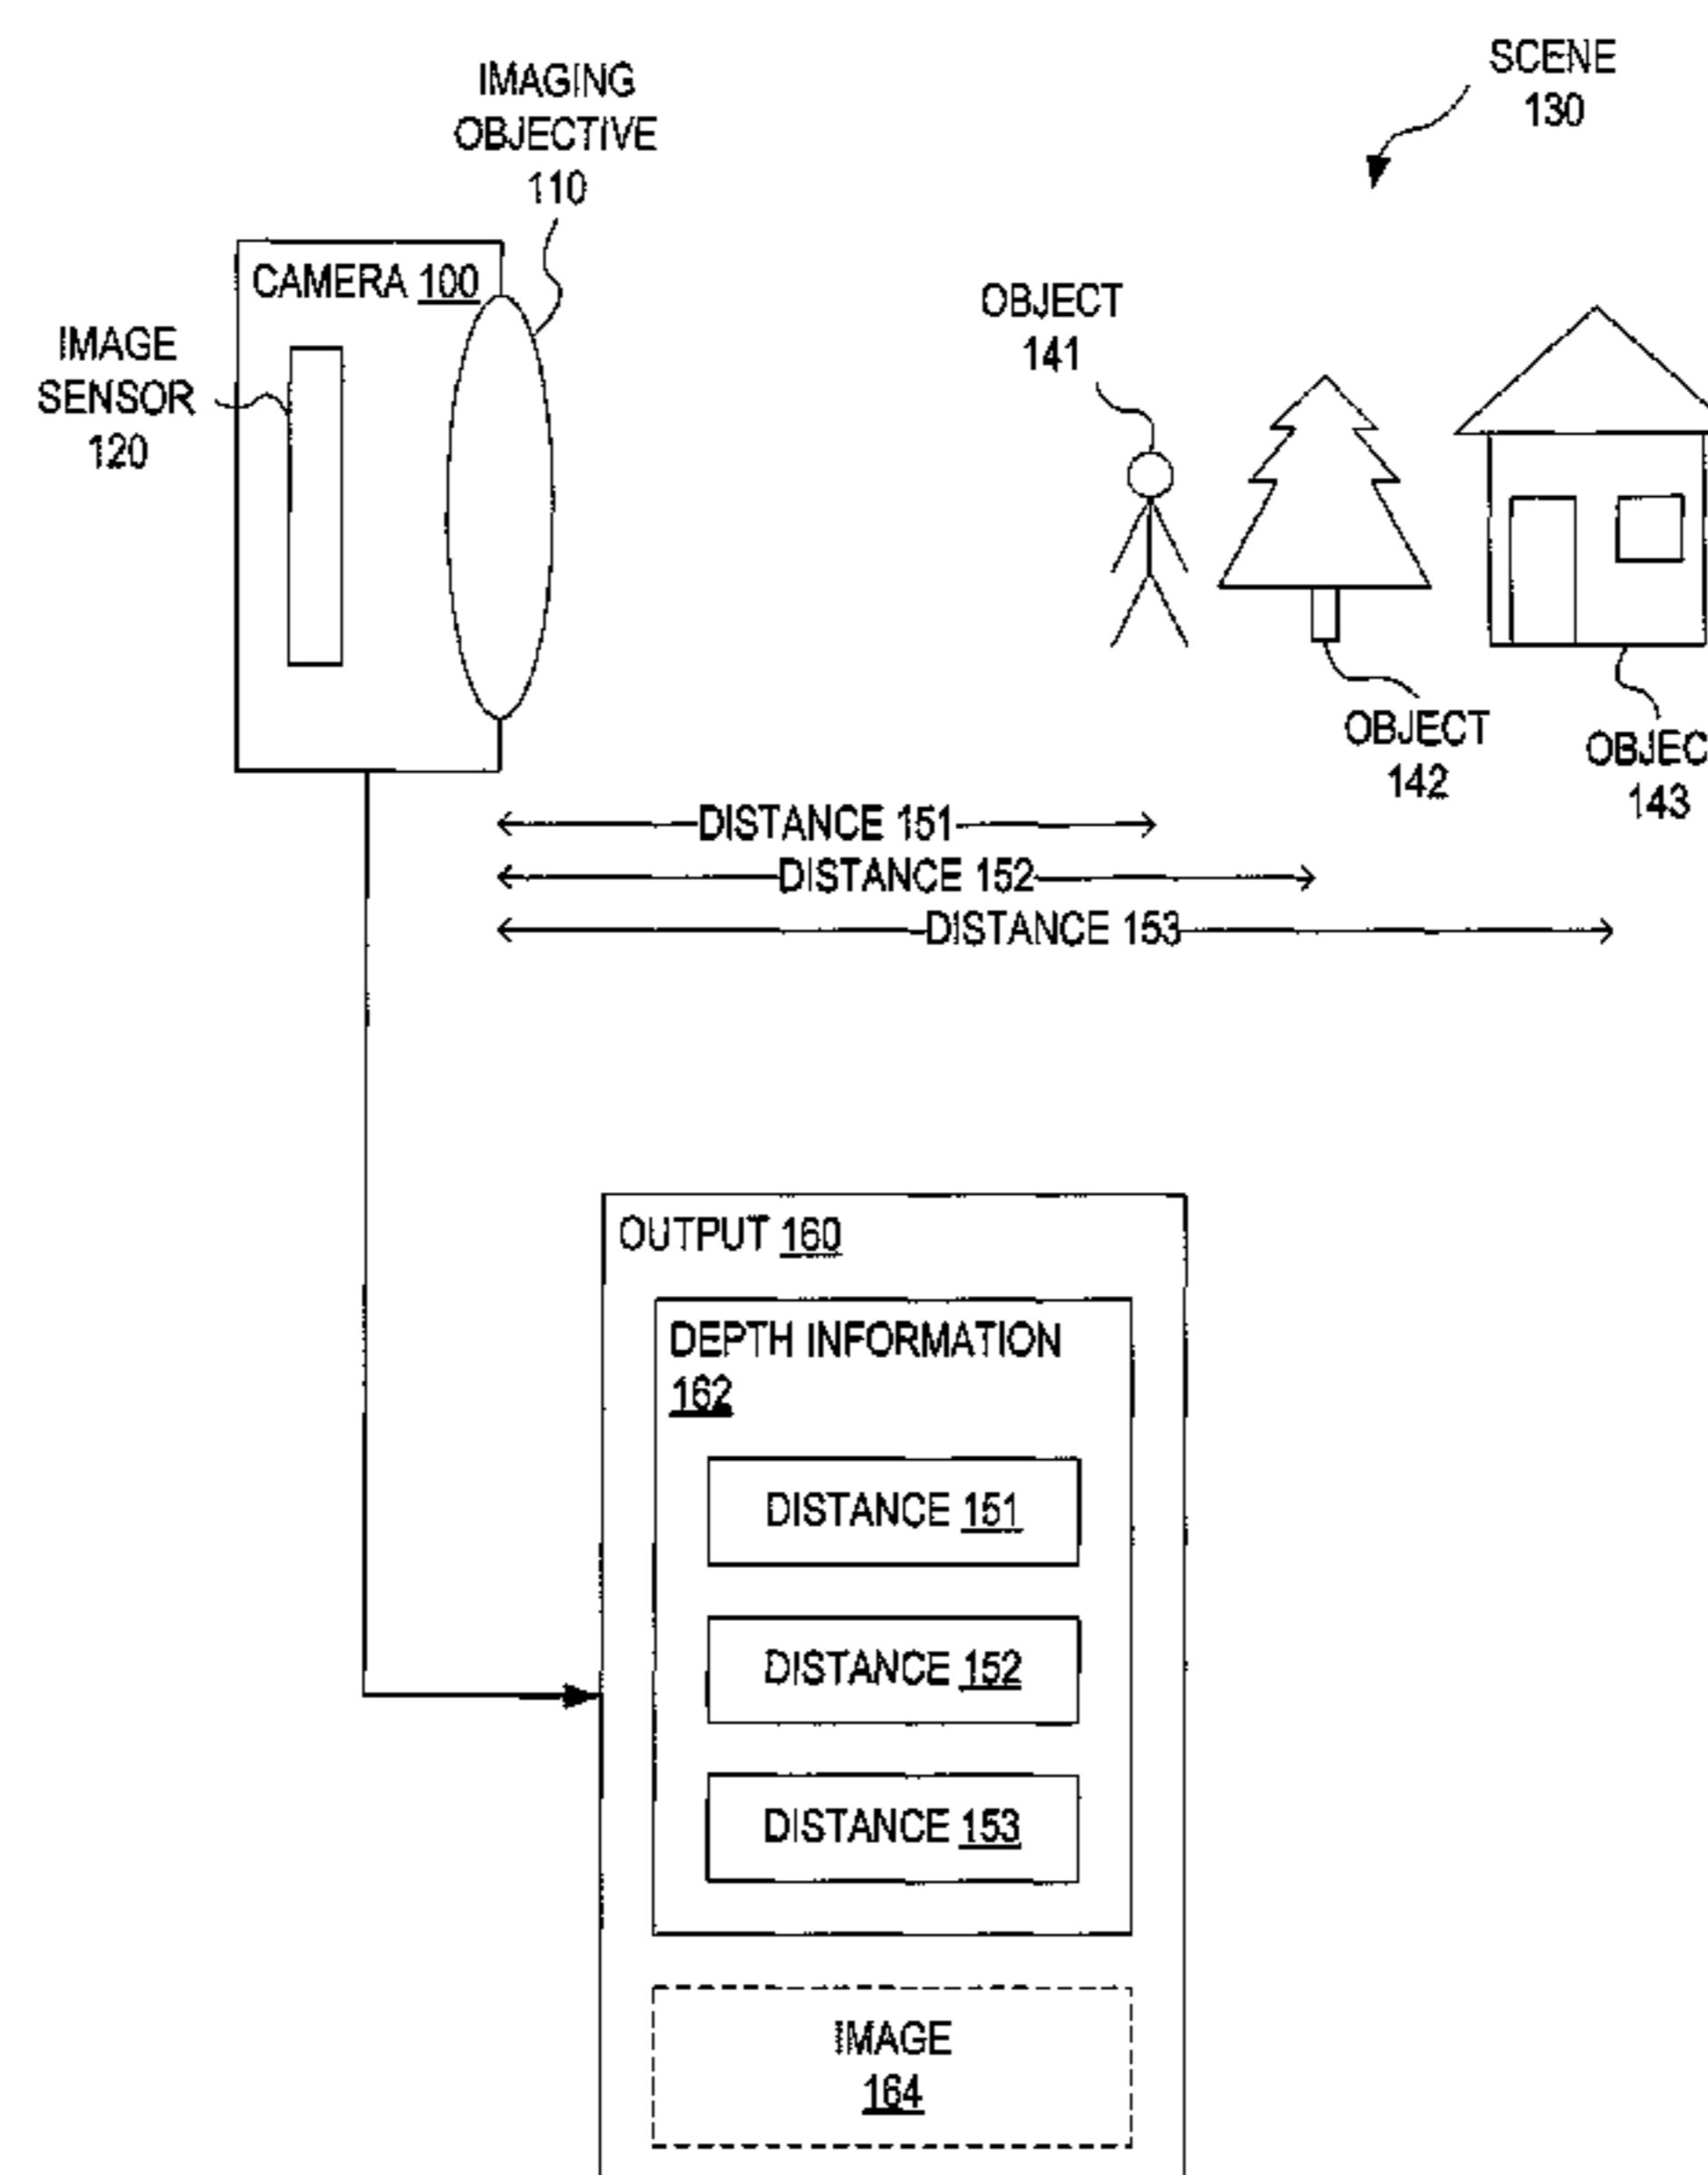 SCENE
130
IMAGING
OBJECTIVE
110
CAMERA 100
IMAGE
SENSOR
120
OBJECT
141
OBJECT
142
OBJEC
143
DISTANCE 151
DISTANCE 152
DISTANCE 153
OUTPUT 160
DEPTH INFORMATION
162
DISTANCE 151
DISTANCE 152
DISTANCE 153
IMAGE
164